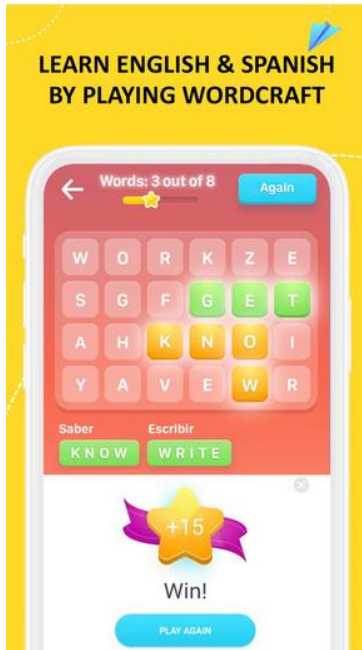 LEARN ENGLISH & SPANISH
BY PLAYING WORDCRAFT
Words: 3 out of 8
Again
W O R K Z E
S G F G E T
A H K N O I
Y A V E W R
Saber Escribir
KNOW WRITE
+15
Win!
PLAY AGAIN